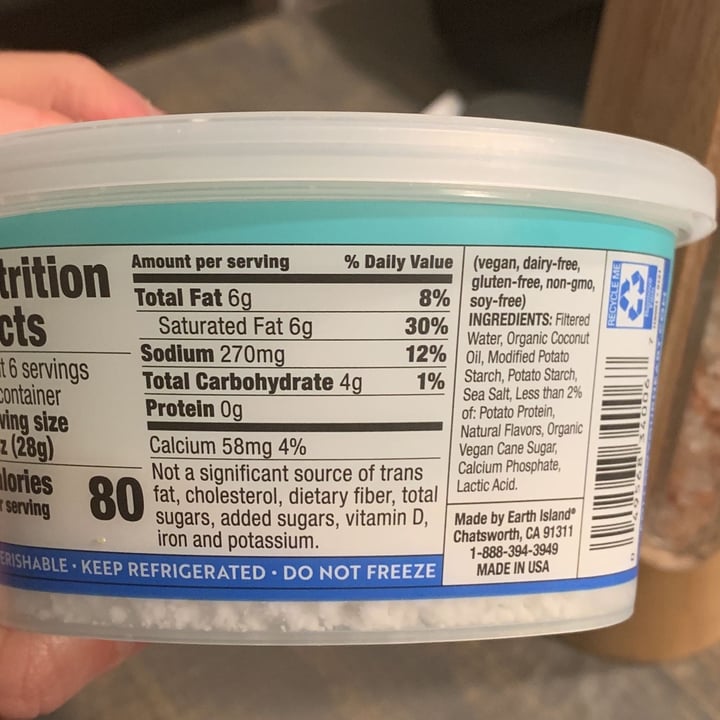 trition
cts
t 6 servings
container
ving size
z (28g)
alories
r serving
80
Amount per serving % Daily Value
Total Fat 6g 8%
Saturated Fat 6g 30%
Sodium 270mg 12%
Total Carbohydrate 4g 1%
Protein 0g
Calcium 58mg 4%
Not a significant source of trans
fat, cholesterol, dietary fiber, total
sugars, added sugars, vitamin D,
iron and potassium.
ERISHABLE • KEEP REFRIGERATED • DO NOT FREEZE
(vegan, dairy-free,
gluten-free, non-gmo,
soy-free)
INGREDIENTS: Filtered
Water, Organic Coconut
Oil, Modified Potato
Starch, Potato Starch,
Sea Salt, Less than 2%
of: Potato Protein,
Natural Flavors, Organic
Vegan Cane Sugar,
Calcium Phosphate,
Lactic Acid.
Made by Earth Island®
Chatsworth, CA 91311
1-888-394-3949
MADE IN USA
RECYCLE ME